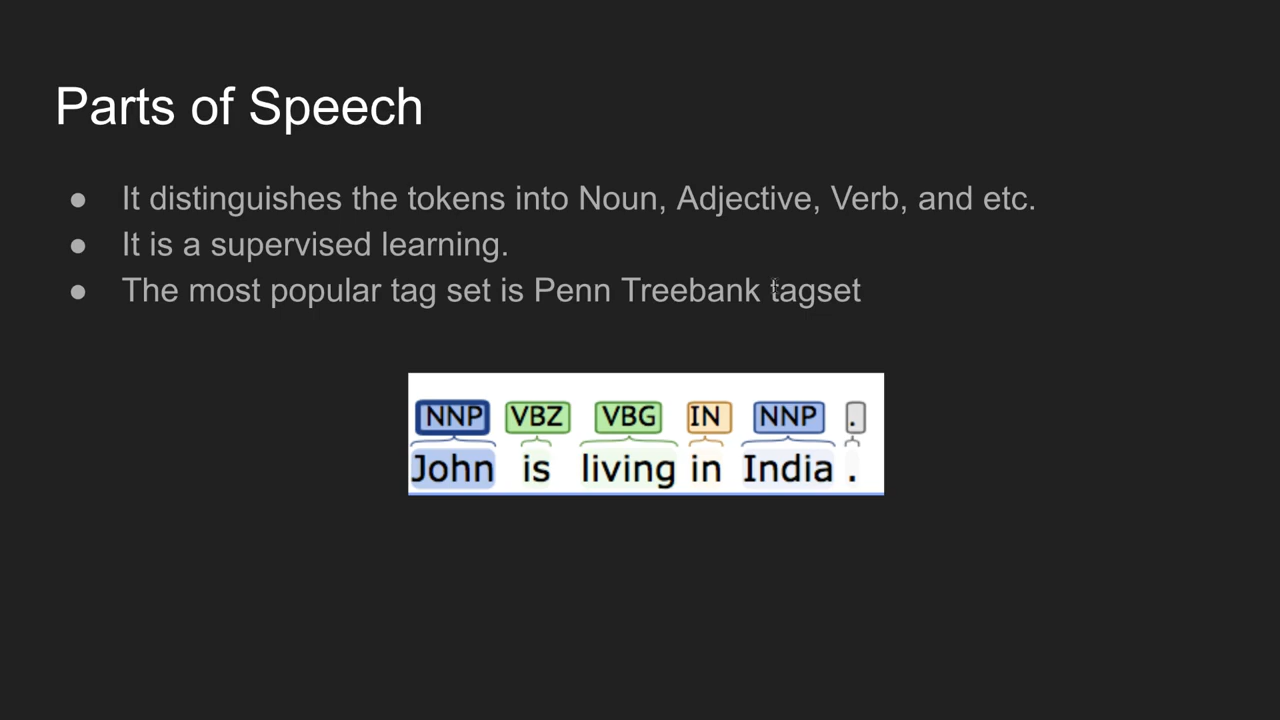 Parts of Speech
● It distinguishes the tokens into Noun, Adjective, Verb, and etc.
● It is a supervised learning.
● The most popular tag set is Penn Treebank tagset
NNP VBZ VBG IN NNP .
John is living in India .